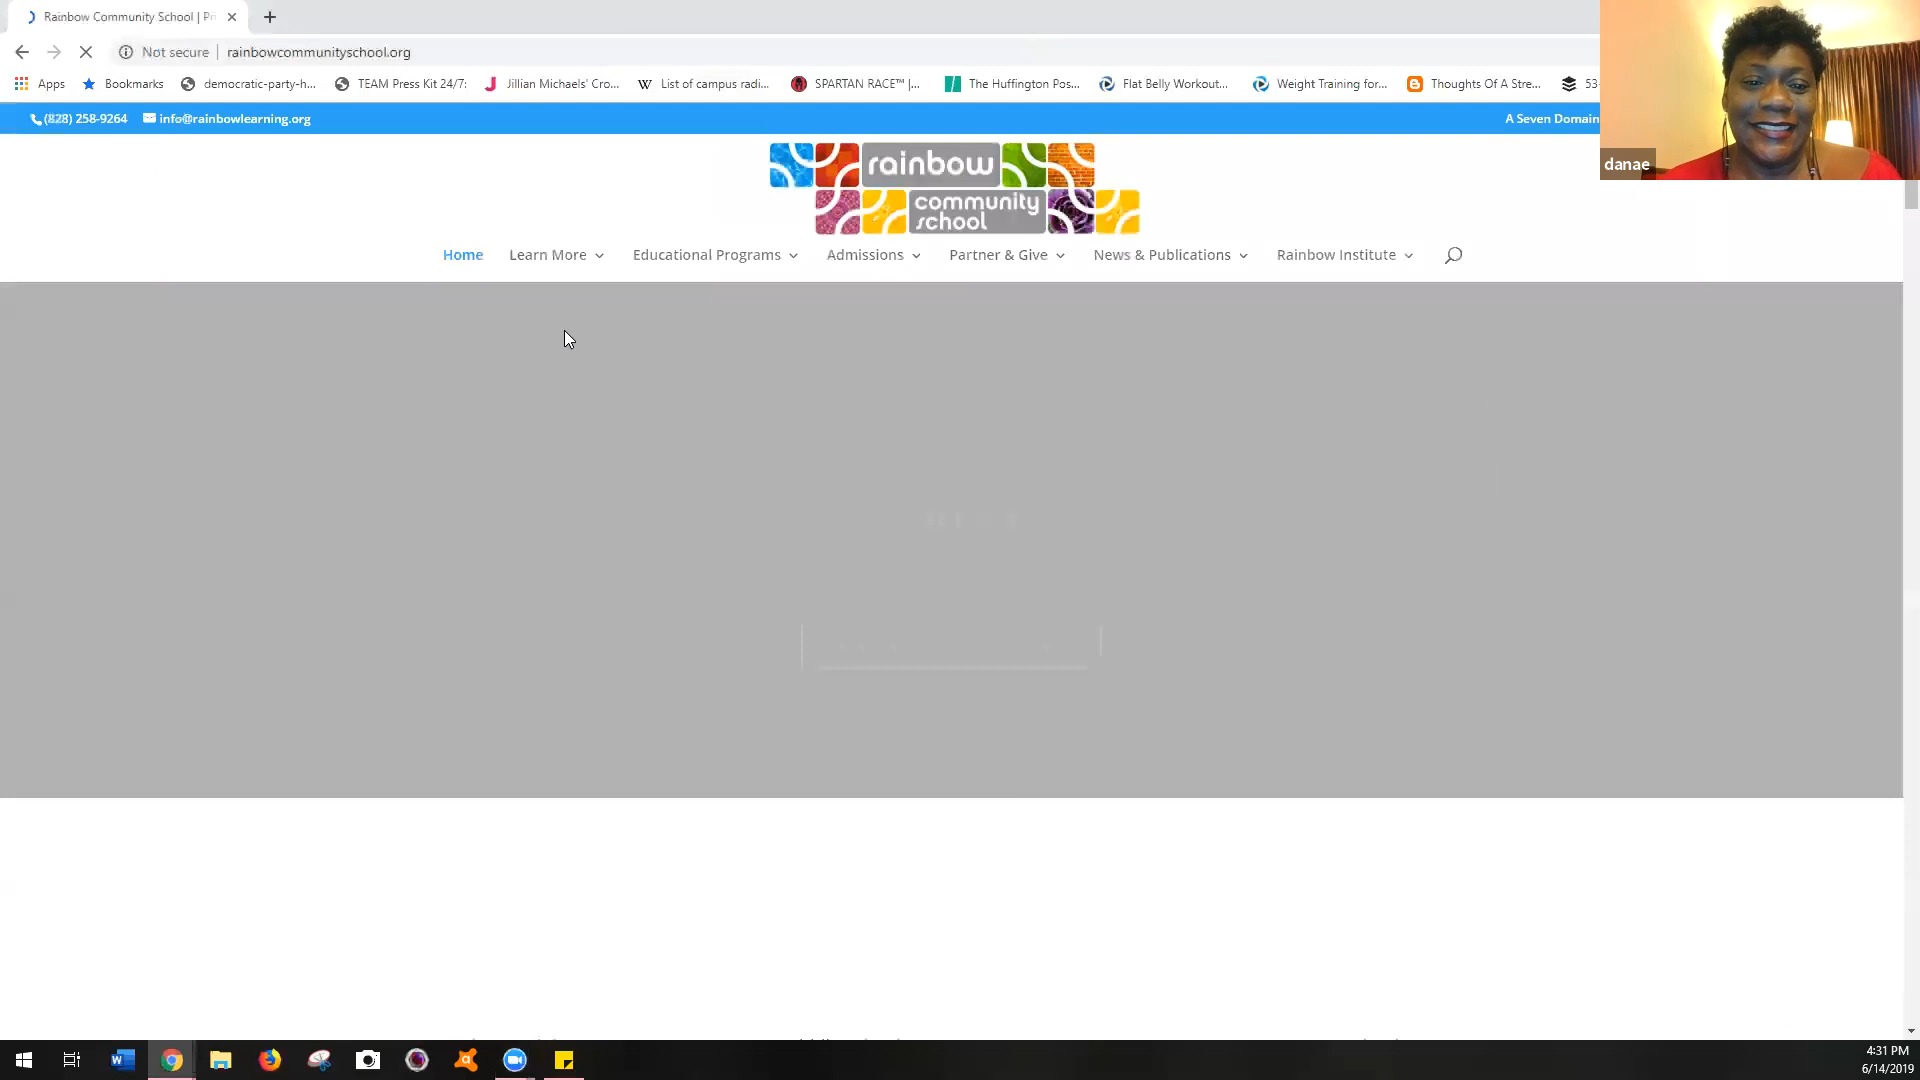 Rainbow Community School | Pr
Not secure
rainbowcommunityschool.org
Apps
Bookmarks
democratic-party-h...
TEAM Press Kit 24/7:
Jillian Michaels' Cro...
List of campus radi...
SPARTAN RACE™ |...
The Huffington Pos...
Flat Belly Workout...
Weight Training for...
Thoughts Of A Stre...
53
(828) 258-9264
info@rainbowlearning.org
A Seven Domain
danae
rainbow
community
school
Home
Learn More
Educational Programs
Admissions
Partner & Give
News & Publications
Rainbow Institute
4:31 PM
6/14/2019